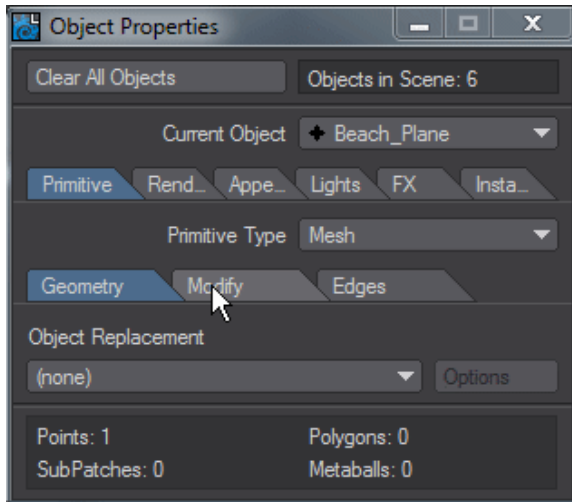 Object Properties
Clear All Objects Objects in Scene: 6
Current Object Beach_Plane
Primitive Rend... Appe... Lights FX Insta...
Primitive Type Mesh
Geometry Modify Edges
Object Replacement
(none) Options
Points: 1 Polygons: 0
SubPatches: 0 Metaballs: 0